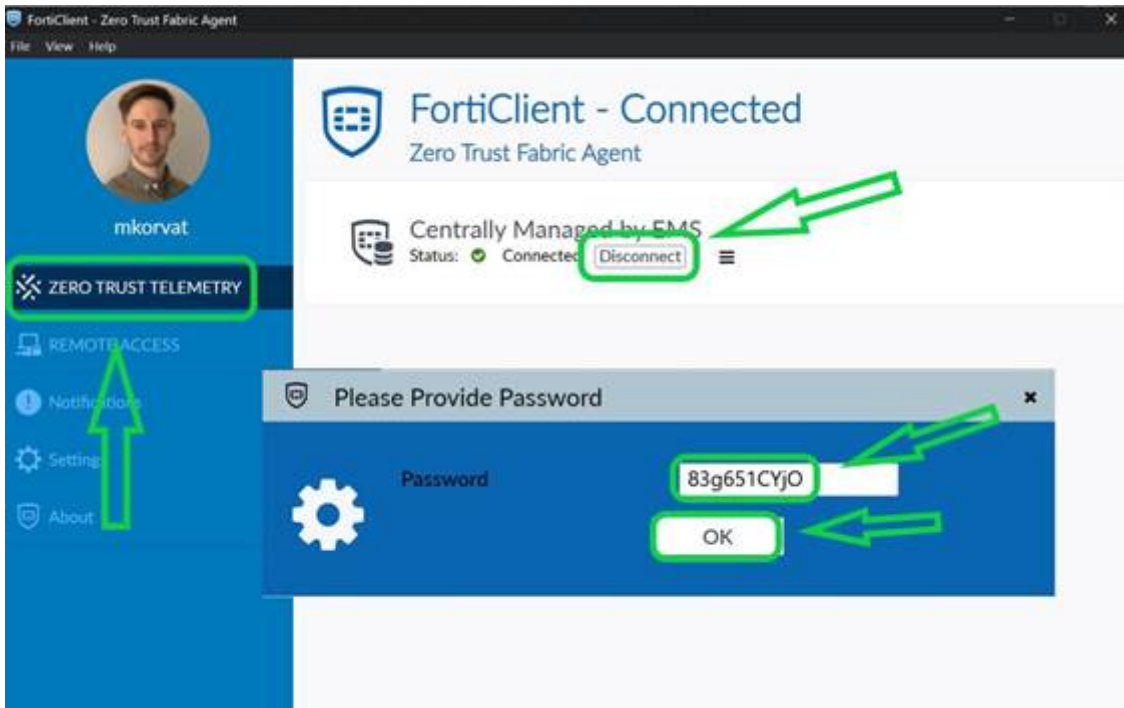 FortiClient - Zero Trust Fabric Agent
File View Help
FortiClient - Connected
Zero Trust Fabric Agent
mkorvat
Centrally Managed by EMS
Status: Connected Disconnect
ZERO TRUST TELEMETRY
REMOTE ACCESS
Notifications
Settings
About
Please Provide Password
Password 83g651CYjO
OK